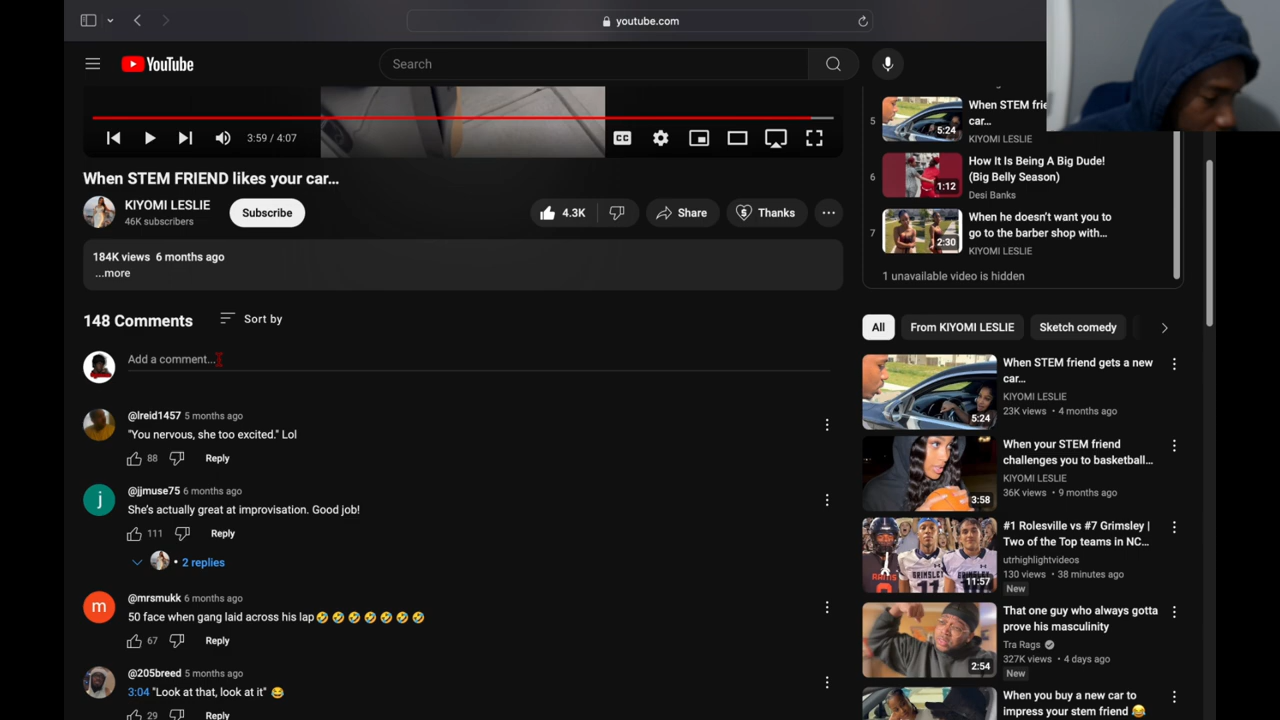 youtube.com
YouTube
Search
3:59 / 4:07
CC
When STEM FRIEND likes your car...
KIYOMI LESLIE
46K subscribers
Subscribe
4.3K
Share
Thanks
184K views 6 months ago
...more
148 Comments
Sort by
Add a comment...
@lreid1457 5 months ago
"You nervous, she too excited." Lol
88
Reply
j
@jjmuse75 6 months ago
She's actually great at improvisation. Good job!
111
Reply
2 replies
m
@mrsmukk 6 months ago
50 face when gang laid across his lap🤣🤣🤣🤣🤣🤣🤣
67
Reply
@205breed 5 months ago
3:04 "Look at that, look at it" 😂
29
Reply
5
5:24
When STEM frie
car...
KIYOMI LESLIE
6
1:12
How It Is Being A Big Dude!
(Big Belly Season)
Desi Banks
7
2:30
When he doesn't want you to
go to the barber shop with...
KIYOMI LESLIE
1 unavailable video is hidden
All
From KIYOMI LESLIE
Sketch comedy
5:24
When STEM friend gets a new
car...
KIYOMI LESLIE
23K views • 4 months ago
3:58
When your STEM friend
challenges you to basketball...
KIYOMI LESLIE
36K views • 9 months ago
11:57
#1 Rolesville vs #7 Grimsley |
Two of the Top teams in NC...
utrhighlightvideos
130 views • 38 minutes ago
New
2:54
That one guy who always gotta
prove his masculinity
Tra Rags
327K views • 4 days ago
New
When you buy a new car to
impress your stem friend 😂